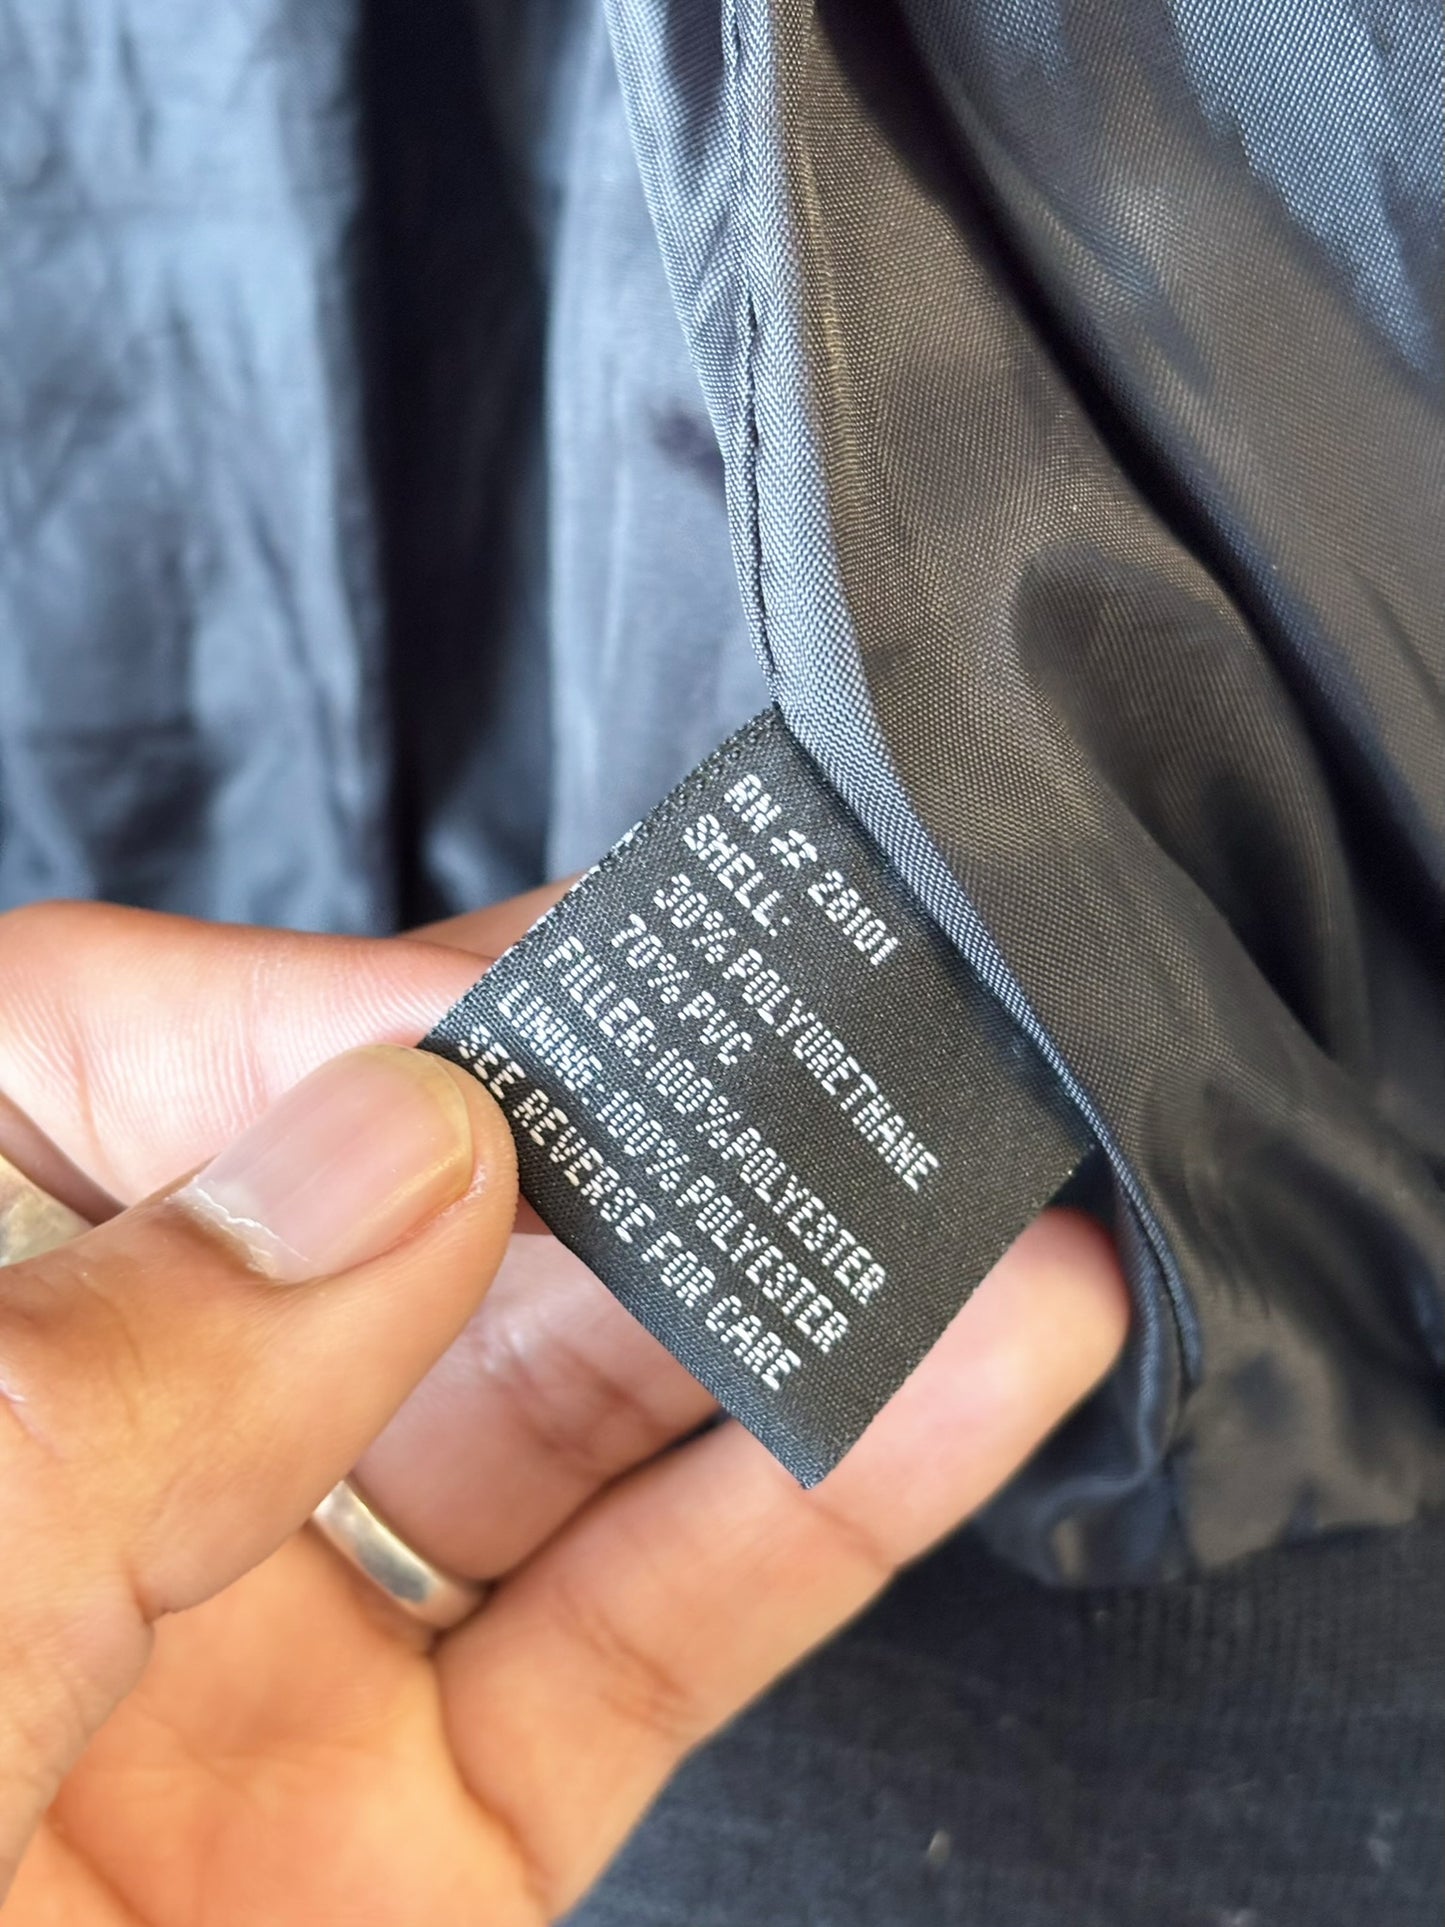 RN # 28101
SHELL:
30% POLYURETHANE
70% PVC
FILLER:100%POLYESTER
LINING:100% POLYESTER
SEE REVERSE FOR CARE